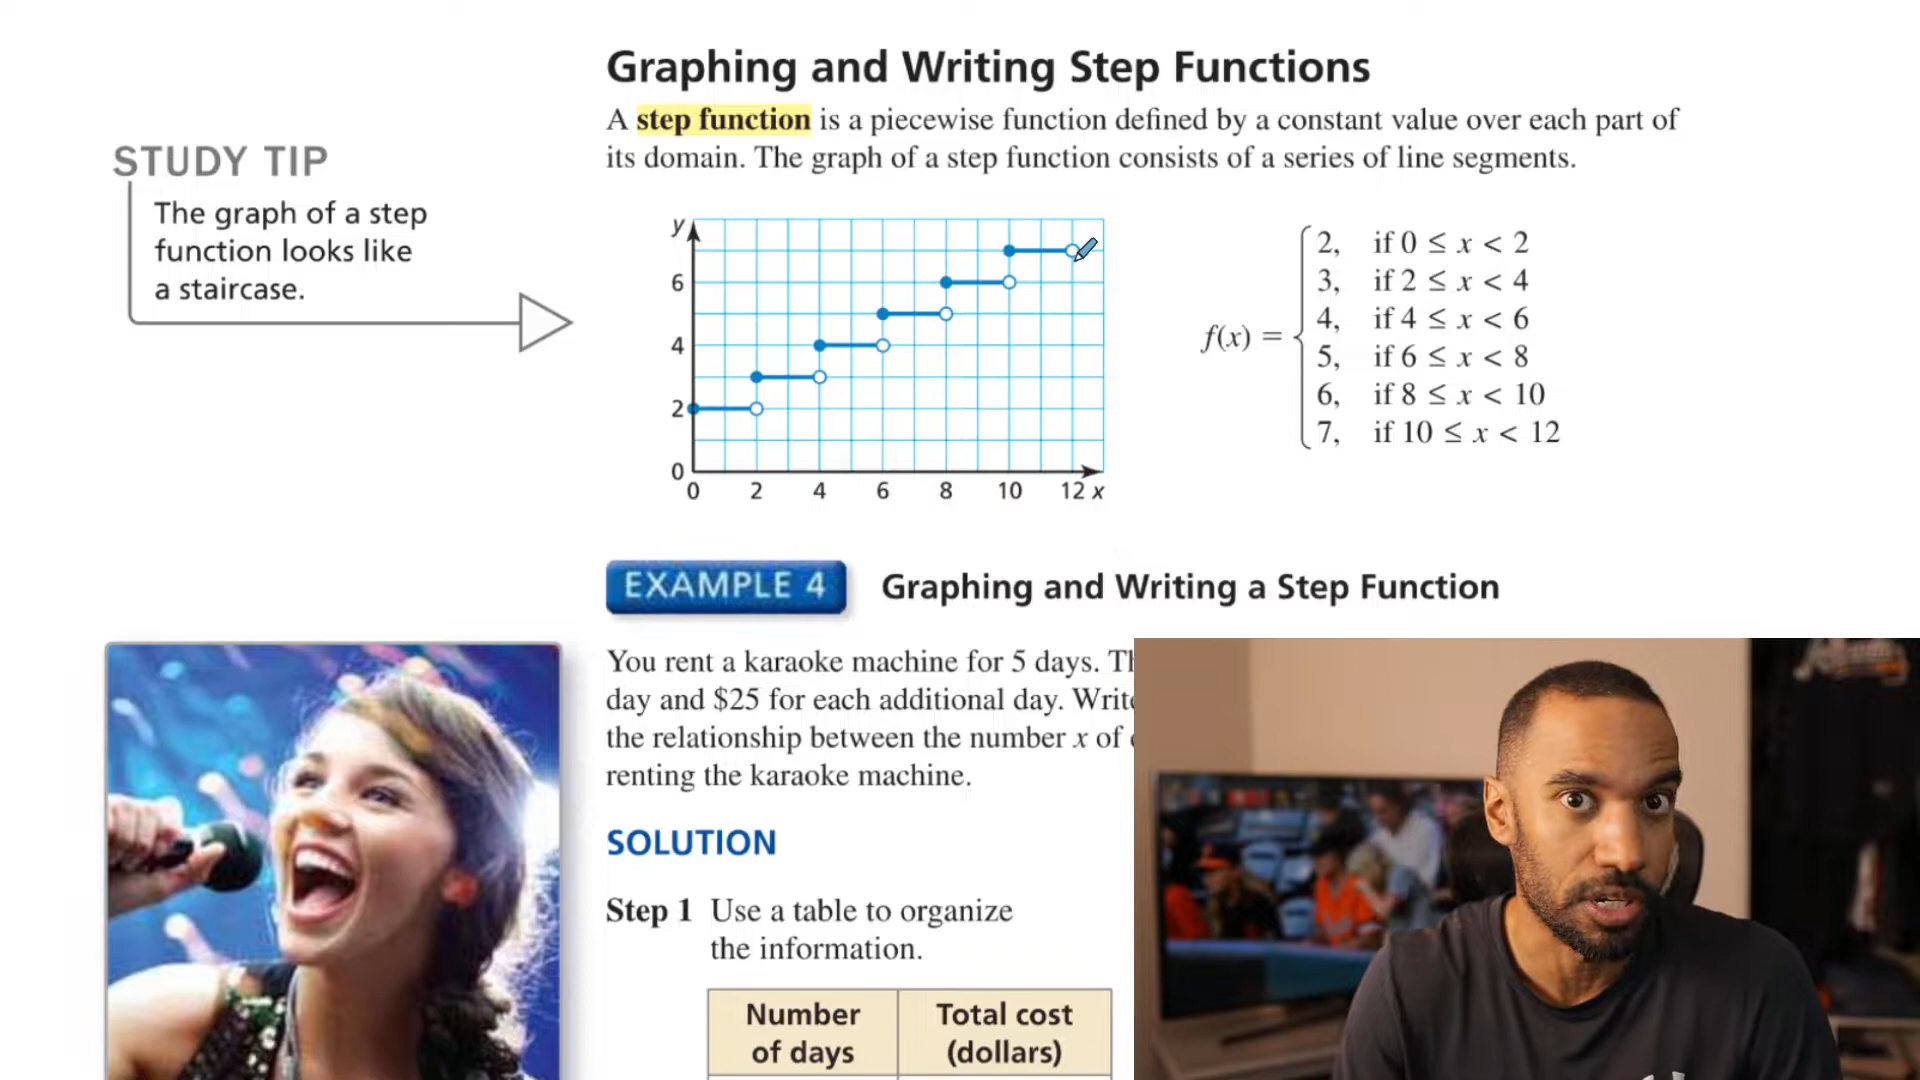 Graphing and Writing Step Functions
A step function is a piecewise function defined by a constant value over each part of
its domain. The graph of a step function consists of a series of line segments.
STUDY TIP
The graph of a step
function looks like
a staircase.
y
6
4
2
0
0 2 4 6 8 10 12 x
f(x) =
2, if 0 ≤ x < 2
3, if 2 ≤ x < 4
4, if 4 ≤ x < 6
5, if 6 ≤ x < 8
6, if 8 ≤ x < 10
7, if 10 ≤ x < 12
EXAMPLE 4 Graphing and Writing a Step Function
You rent a karaoke machine for 5 days.
day and $25 for each additional day.
the relationship between the number x of
renting the karaoke machine.
SOLUTION
Step 1 Use a table to organize
the information.
Number
of days
Total cost
(dollars)